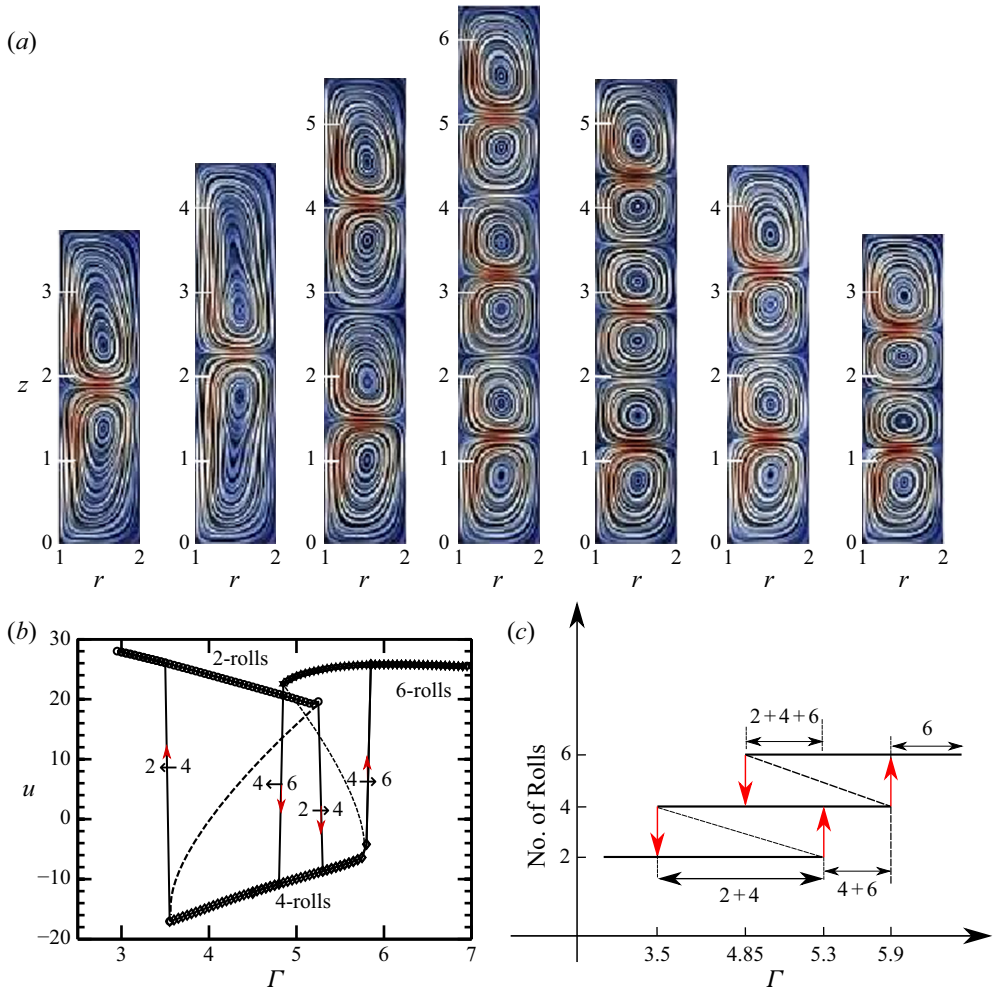 (a)
6
5
4
3
2
1
0
z
5
4
3
2
1
0
4
3
2
1
0
3
2
1
0
5
4
3
2
1
0
4
3
2
1
0
3
2
1
0
1 2 1 2 1 2 1 2 1 2 1 2 1 2
r r r r r r r
(b)
30
20
10
0
−10
−20
u
2-rolls
6-rolls
4-rolls
2 ← 4
4 ← 6
2 → 4
4 → 6
3 4 5 6 7
Γ
(c)
No. of Rolls
6
4
2
2 + 4 + 6
6
2 + 4
4 + 6
3.5 4.85 5.3 5.9
Γ